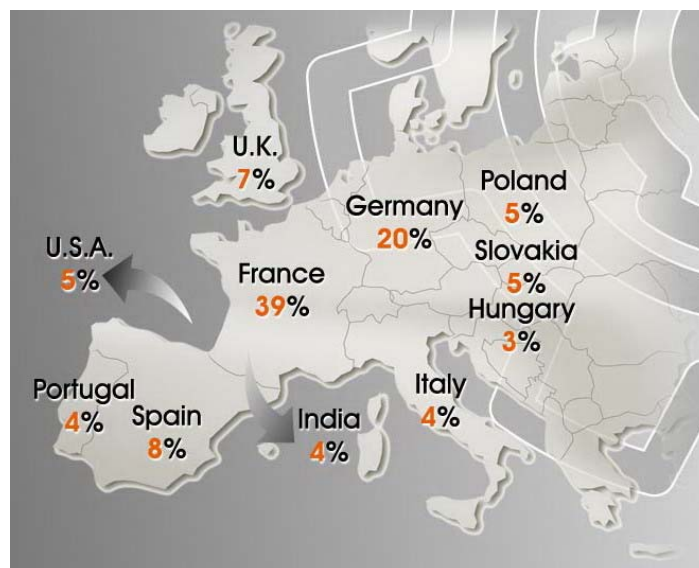 U.K.
7%
Poland
5%
Germany
20%
U.S.A.
5%
Slovakia
5%
France
39%
Hungary
3%
Portugal
4%
Spain
8%
India
4%
Italy
4%